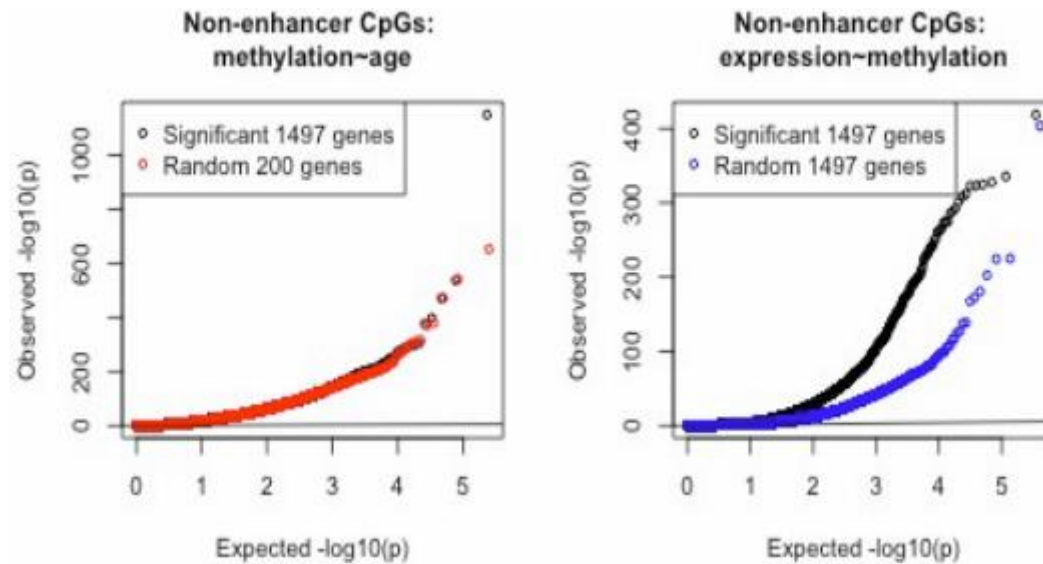 Non-enhancer CpGs:
methylation~age
Significant 1497 genes
Random 200 genes
Observed -log10(p)
0
200
600
1000
0
1
2
3
4
5
Expected -log10(p)
Non-enhancer CpGs:
expression~methylation
Significant 1497 genes
Random 1497 genes
Observed -log10(p)
0
100
200
300
400
0
1
2
3
4
5
Expected -log10(p)